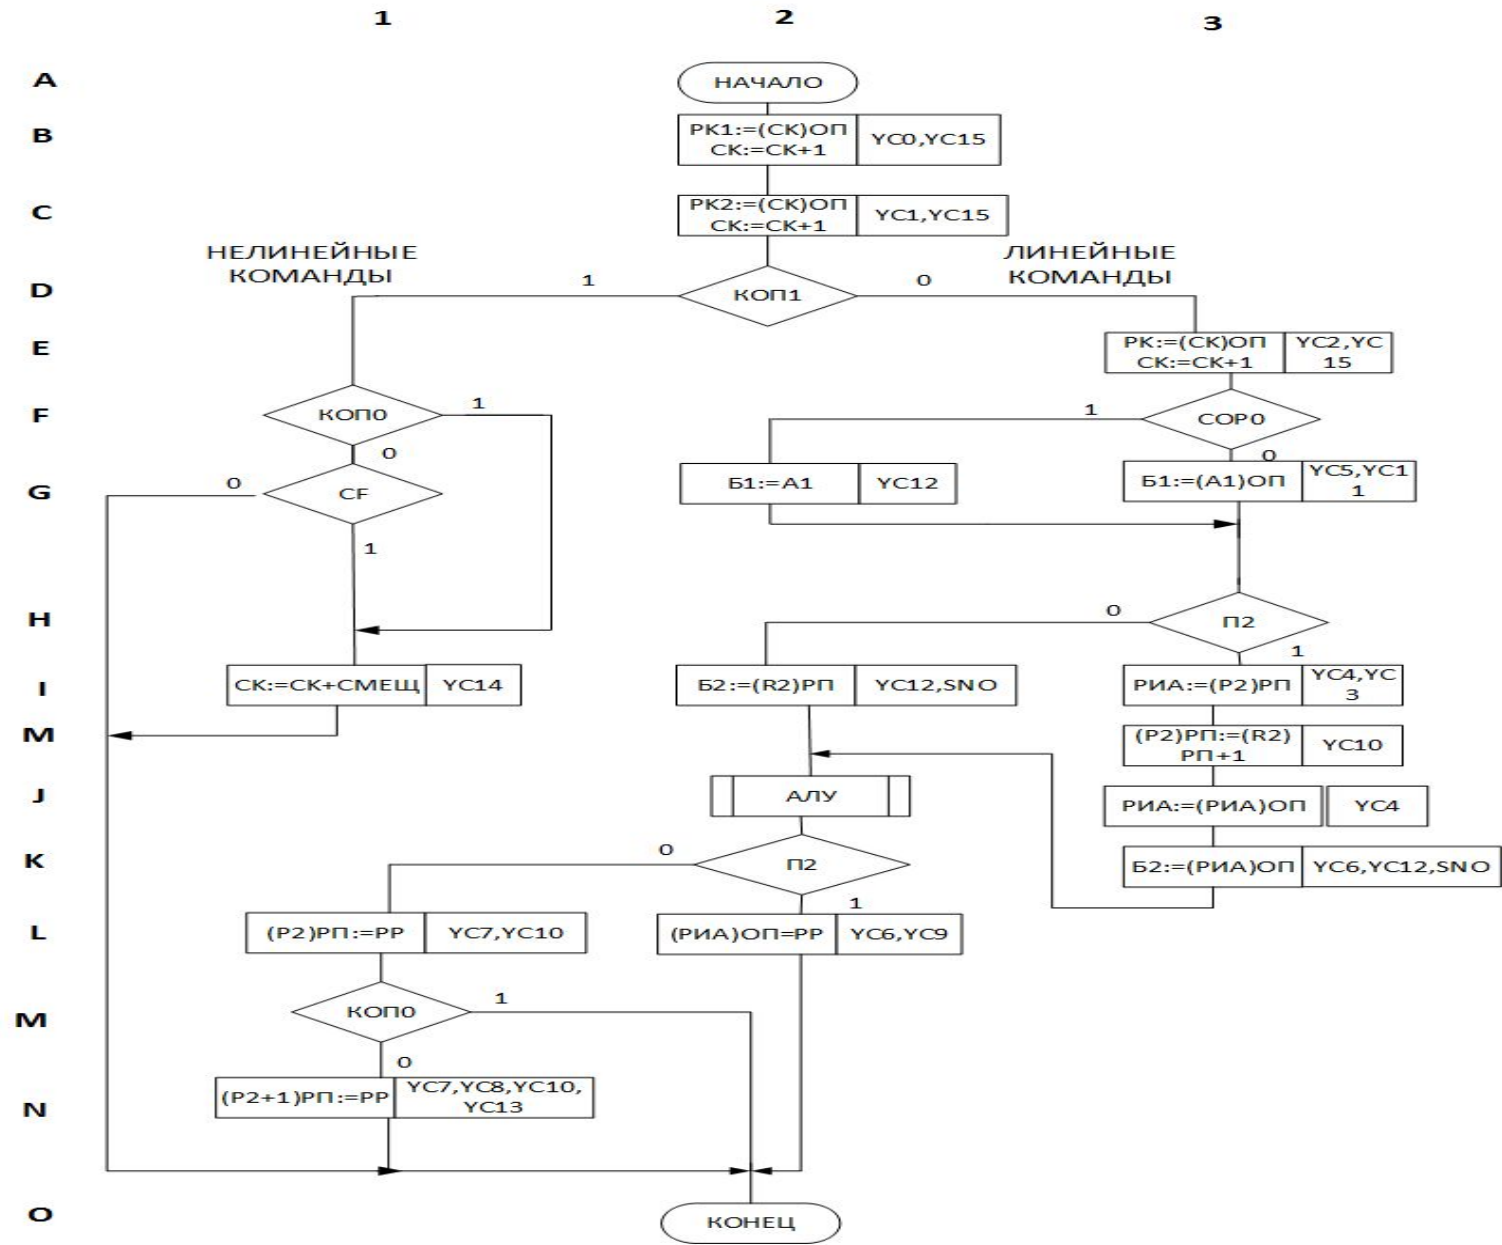 1
2
3
A
НАЧАЛО
B
РК1:=(СК)ОП
СК:=СК+1
YC0,YC15
C
РК2:=(СК)ОП
СК:=СК+1
YC1,YC15
НЕЛИНЕЙНЫЕ
КОМАНДЫ
ЛИНЕЙНЫЕ
КОМАНДЫ
D
1
КОП1
0
E
РК:=(СК)ОП
СК:=СК+1
YC2,YC
15
F
КОП0
1
1
СОР0
0
0
G
0
CF
Б1:=А1
YC12
Б1:=(А1)ОП
YC5,YC1
1
1
H
0
П2
1
I
СК:=СК+СМЕЩ
YC14
Б2:=(R2)РП
YC12,SNO
РИА:=(Р2)РП
YC4,YC
3
M
(Р2)РП:=(R2)
РП+1
YC10
J
АЛУ
РИА:=(РИА)ОП
YC4
K
0
П2
1
Б2:=(РИА)ОП
YC6,YC12,SNO
L
(Р2)РП:=РР
YC7,YC10
(РИА)ОП=РР
YC6,YC9
M
КОП0
1
0
N
(Р2+1)РП:=РР
YC7,YC8,YC10,
YC13
O
КОНЕЦ